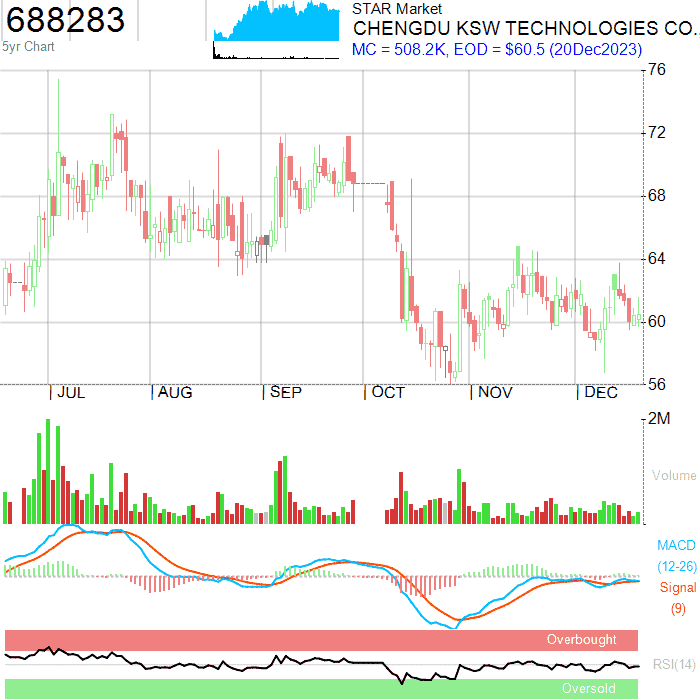 688283
5yr Chart
STAR Market
CHENGDU KSW TECHNOLOGIES CO.,
MC = 508.2K, EOD = $60.5 (20Dec2023)
76
72
68
64
60
56
JUL
AUG
SEP
OCT
NOV
DEC
2M
Volume
MACD
(12-26)
Signal
(9)
Overbought
RSI(14)
Oversold